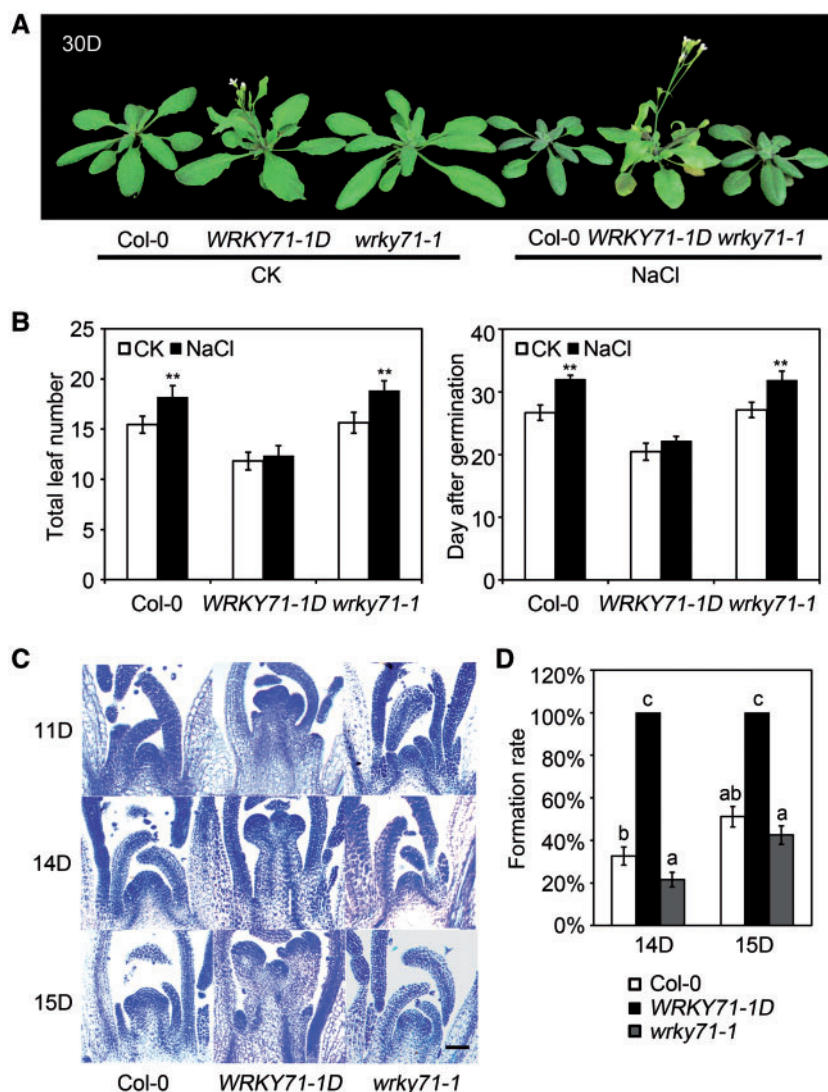 A
30D
Col-0 WRKY71-1D wrky71-1 Col-0 WRKY71-1D wrky71-1
CK NaCl
B
25
20
15
10
5
0
Total leaf number
CK NaCl
**
**
Col-0 WRKY71-1D wrky71-1
40
30
20
10
0
Day after germination
CK NaCl
**
**
Col-0 WRKY71-1D wrky71-1
C
11D
14D
15D
Col-0 WRKY71-1D wrky71-1
D
120%
100%
80%
60%
40%
20%
0%
Formation rate
b
c
a
ab
c
a
14D 15D
Col-0
WRKY71-1D
wrky71-1